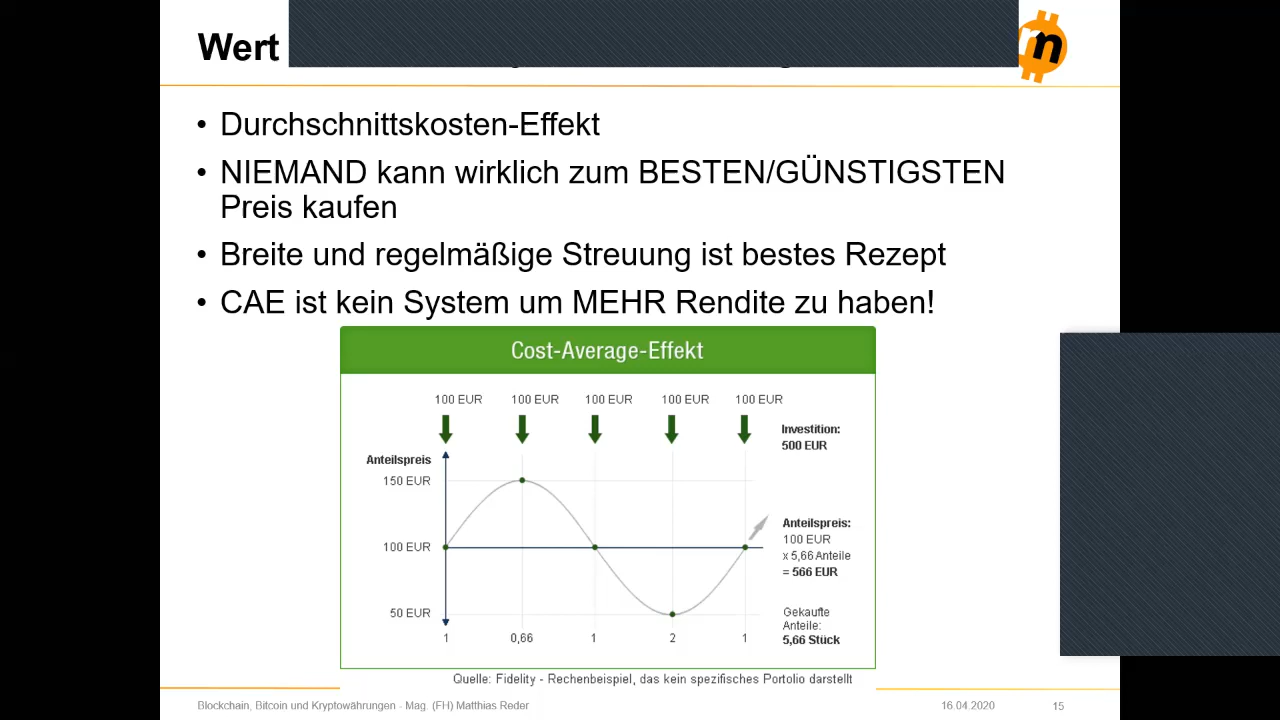 Wert
n
• Durchschnittskosten-Effekt
• NIEMAND kann wirklich zum BESTEN/GÜNSTIGSTEN
Preis kaufen
• Breite und regelmäßige Streuung ist bestes Rezept
• CAE ist kein System um MEHR Rendite zu haben!
Cost-Average-Effekt
100 EUR 100 EUR 100 EUR 100 EUR 100 EUR
Investition:
500 EUR
Anteilspreis
150 EUR
100 EUR
50 EUR
Anteilspreis:
100 EUR
x 5,66 Anteile
= 566 EUR
Gekaufte
Anteile:
5,66 Stück
1 0,66 1 2 1
Quelle: Fidelity - Rechenbeispiel, das kein spezifisches Portolio darstellt
Blockchain, Bitcoin und Kryptowährungen - Mag. (FH) Matthias Reder 16.04.2020 15